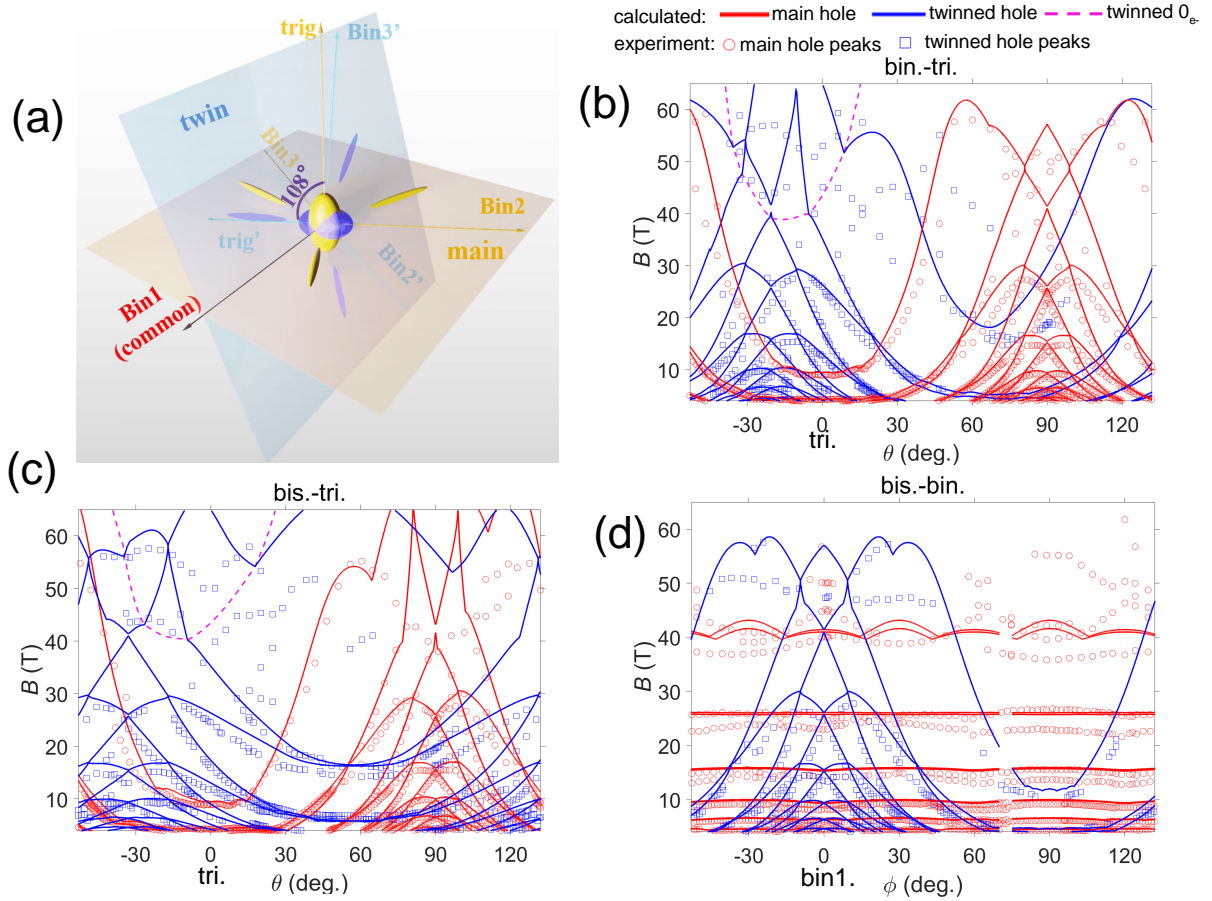 calculated: main hole twinned hole twinned 0e-
experiment: main hole peaks twinned hole peaks
(a)
trig
Bin3'
twin
Bin3
108°
Bin2
trig'
main
Bin2'
Bin1
(common)
(b)
bin.-tri.
B (T)
60
50
40
30
20
10
-30 0 30 60 90 120
tri.
θ (deg.)
(c)
bis.-tri.
B (T)
60
50
40
30
20
10
-30 0 30 60 90 120
tri.
θ (deg.)
(d)
bis.-bin.
B (T)
60
50
40
30
20
10
-30 0 30 60 90 120
bin1.
ϕ (deg.)